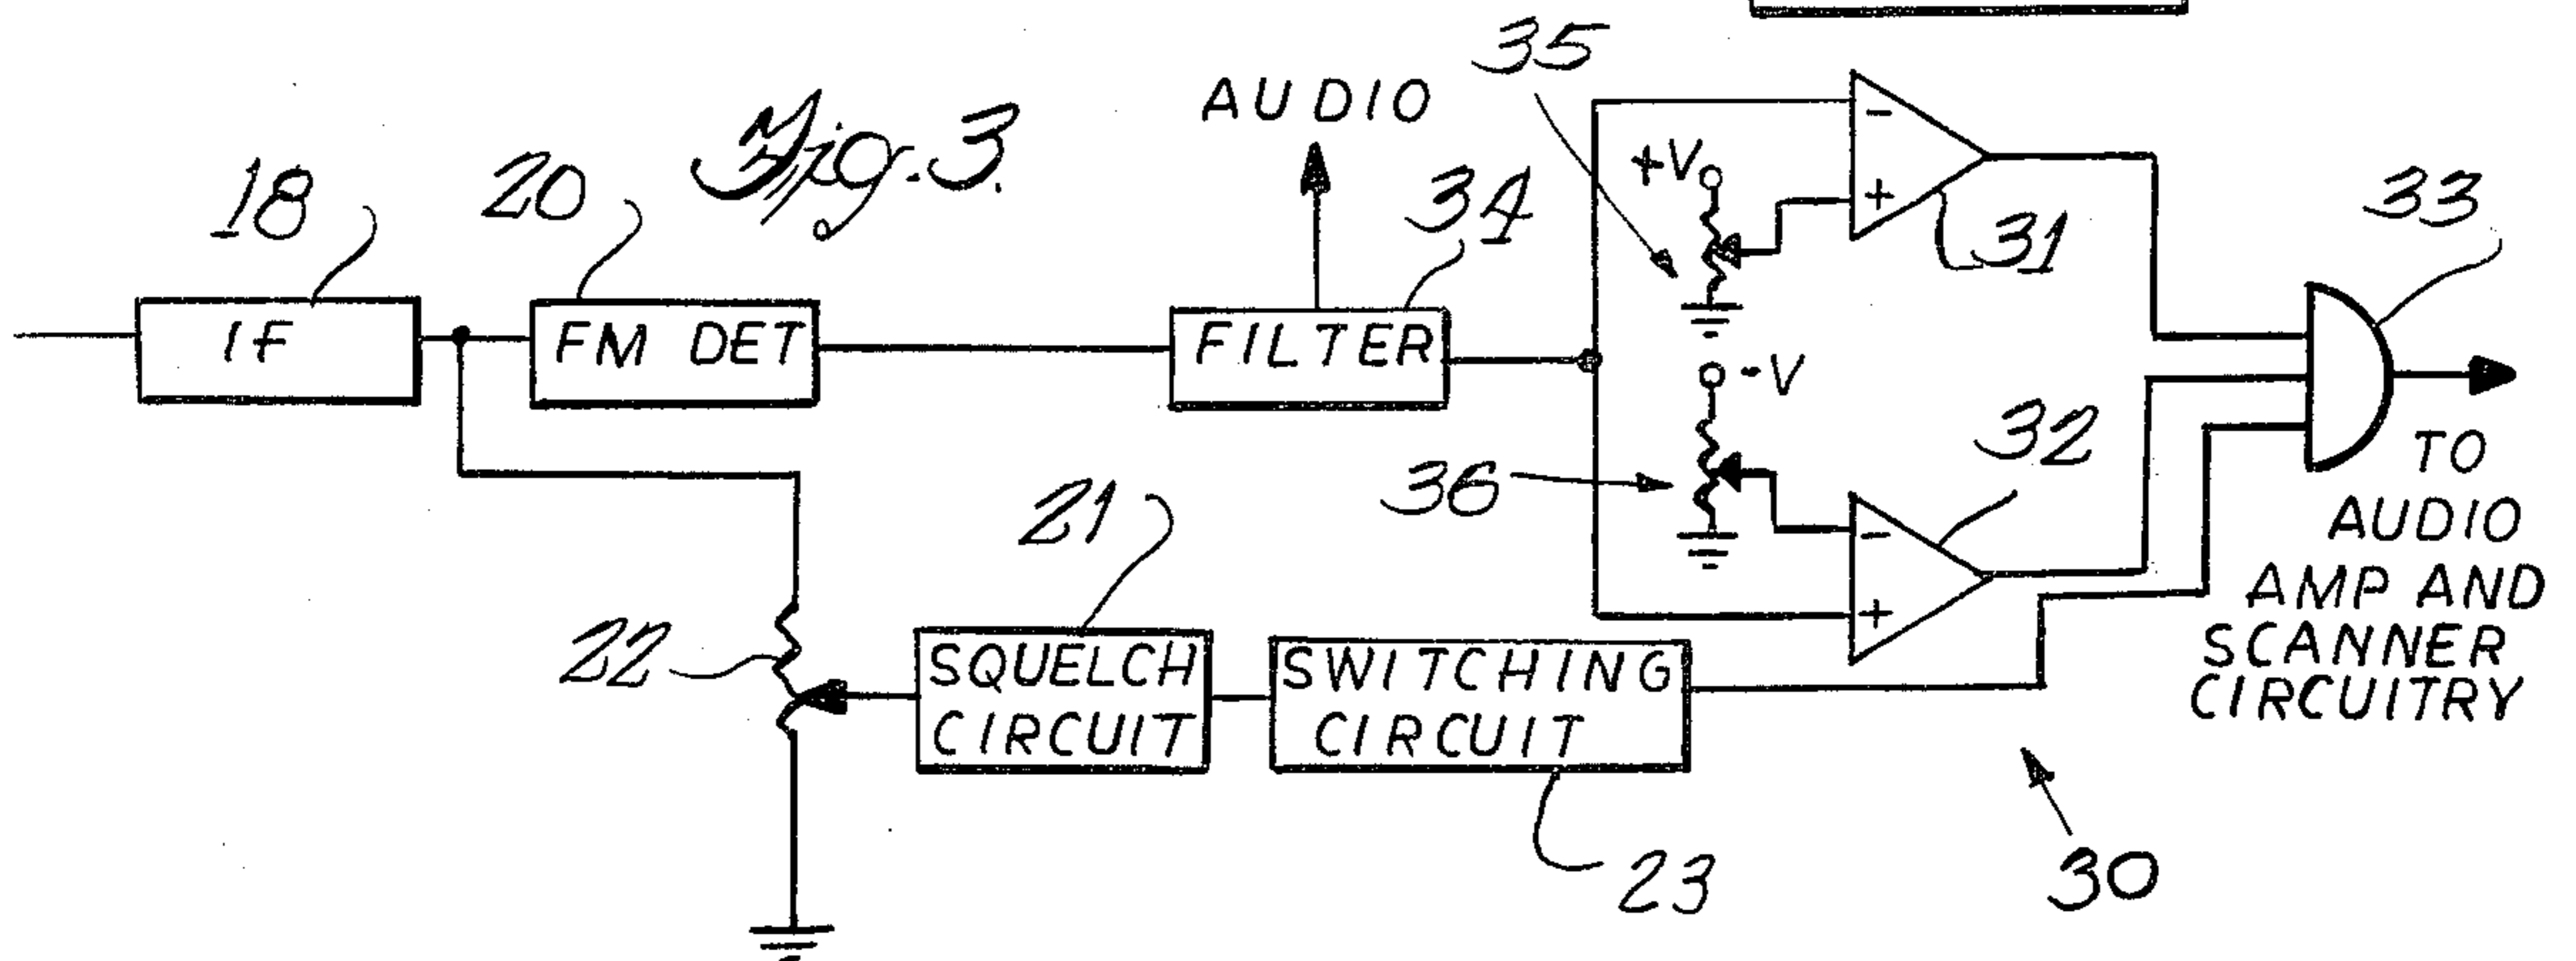 Fig. 3
35
AUDIO
18
20
34
+V
-
+
31
33
IF
FM DET
FILTER
-V
36
32
-
+
21
22
SQUELCH
CIRCUIT
SWITCHING
CIRCUIT
TO
AUDIO
AMP AND
SCANNER
CIRCUITRY
23
30